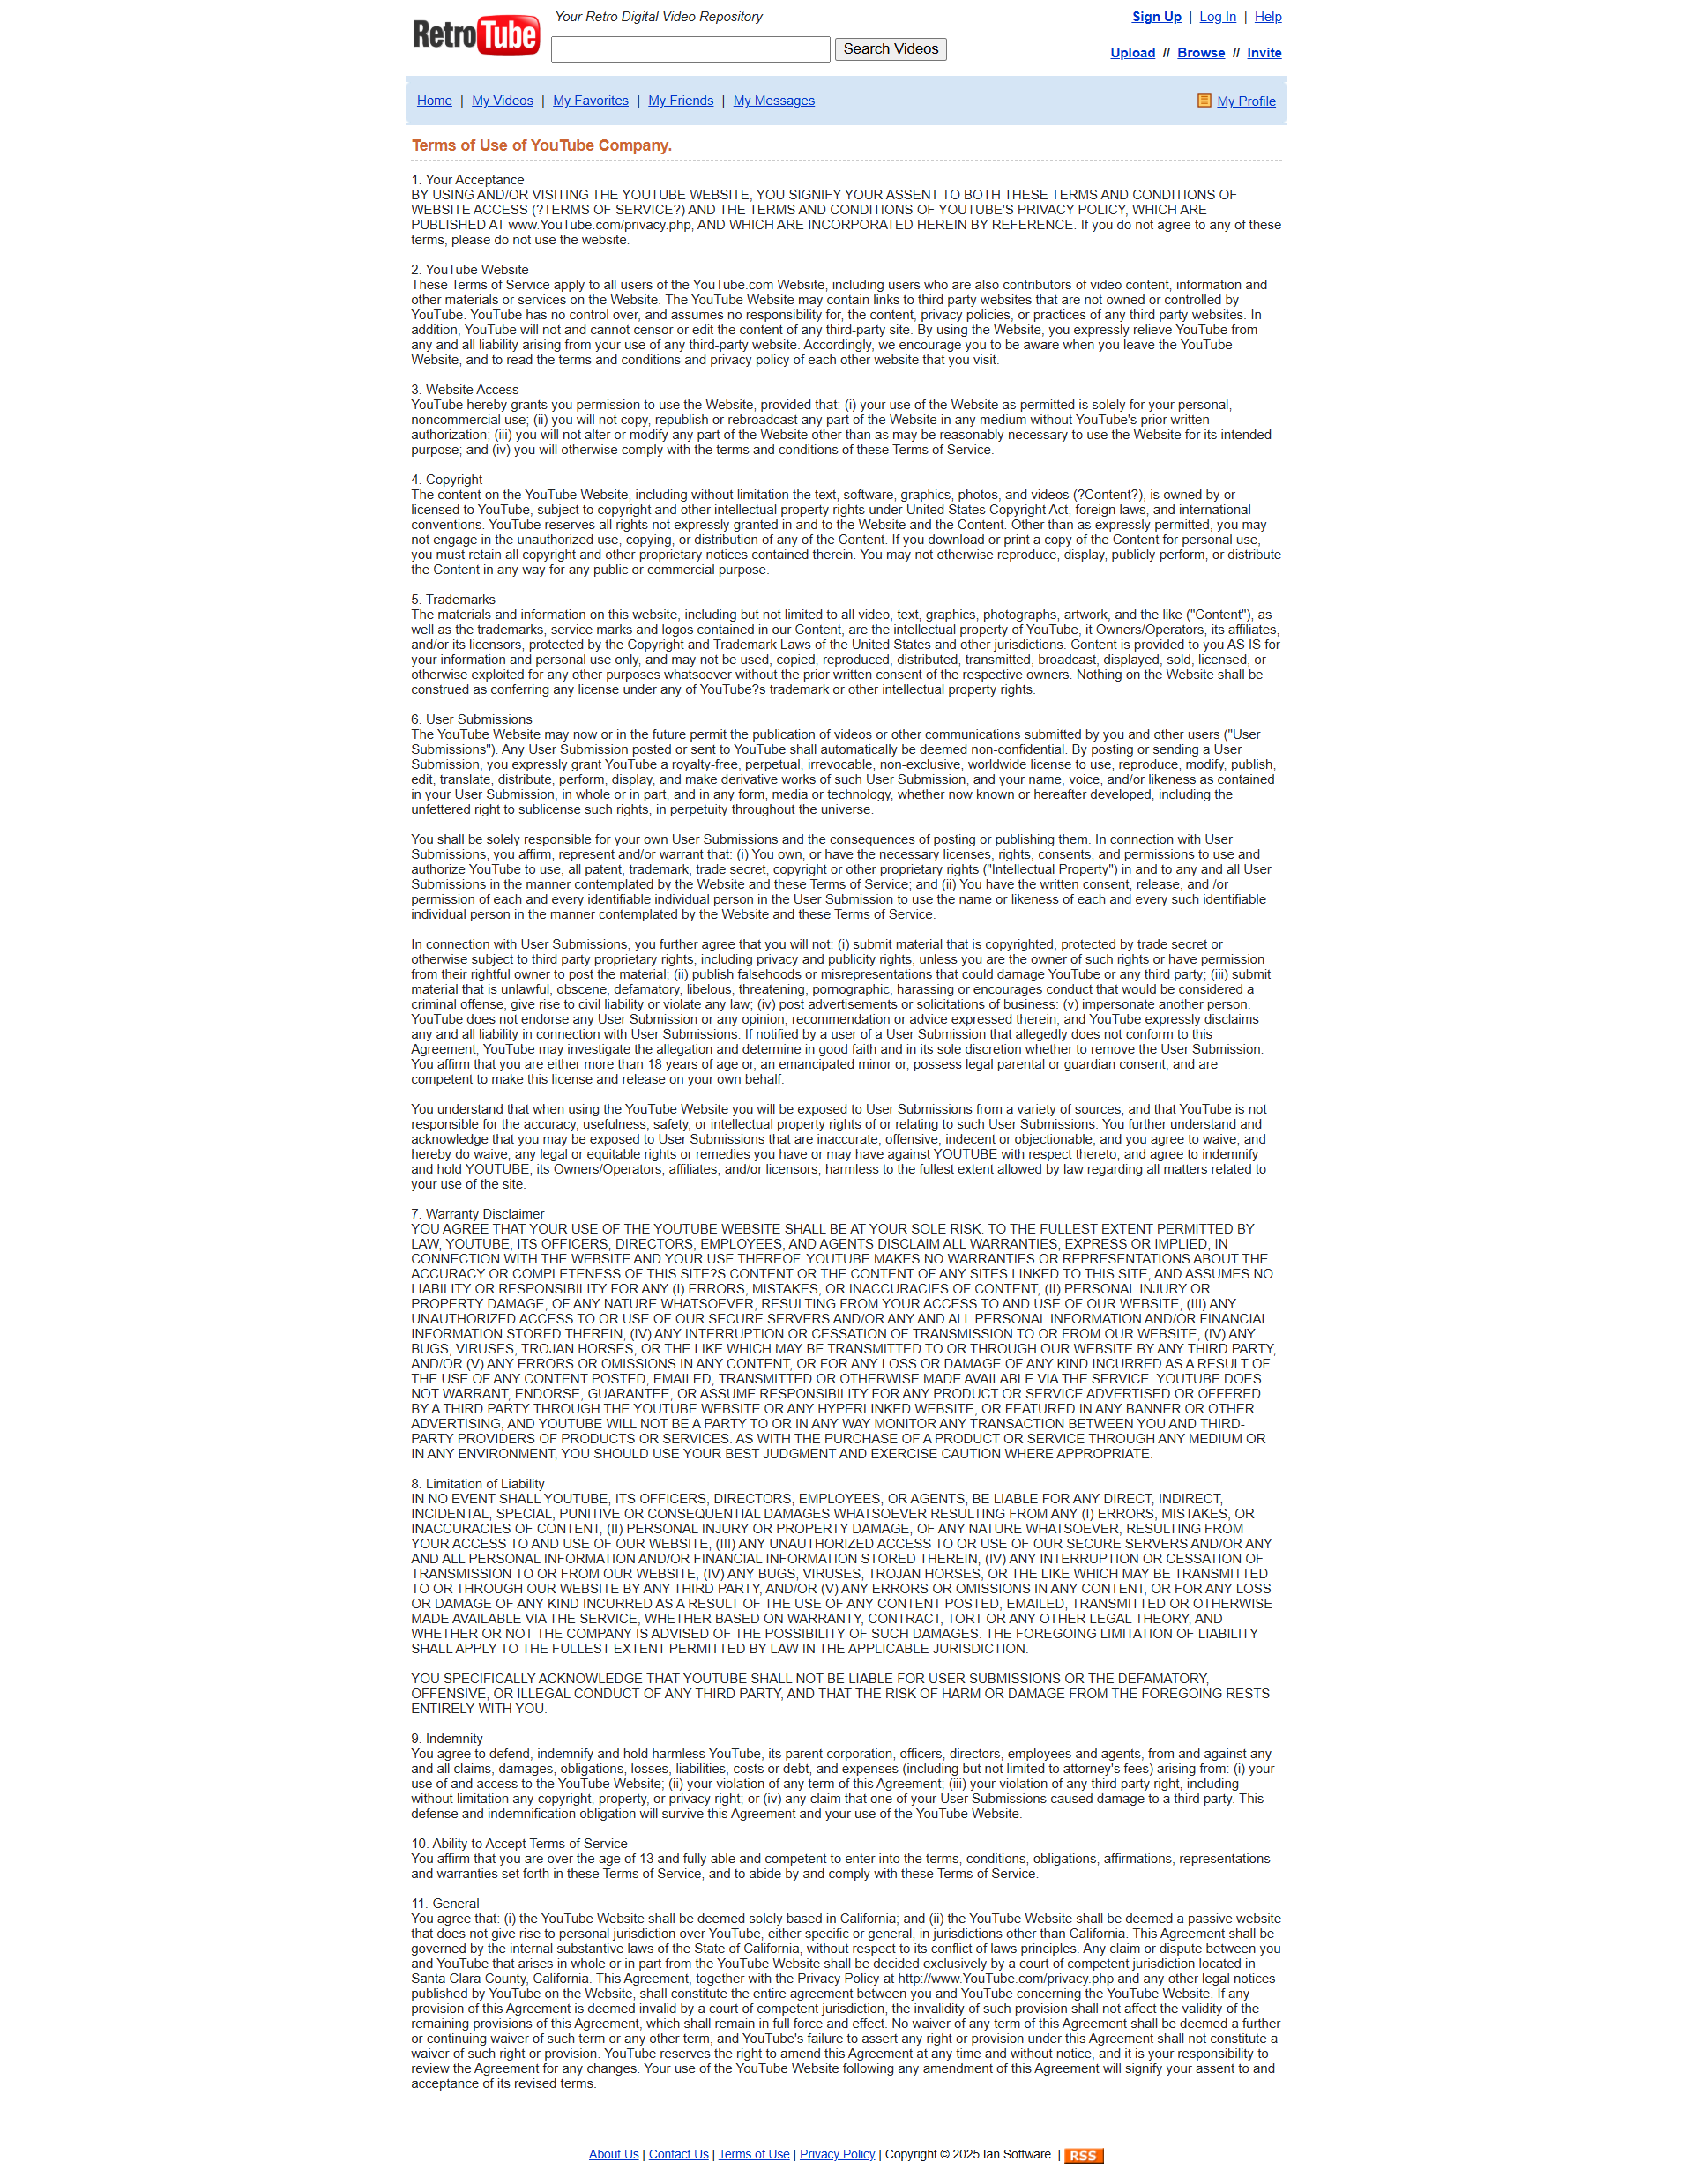 RetroTube
Your Retro Digital Video Repository
Sign Up | Log In | Help
Search Videos
Upload // Browse // Invite
Home | My Videos | My Favorites | My Friends | My Messages
My Profile
Terms of Use of YouTube Company.
1. Your Acceptance
BY USING AND/OR VISITING THE YOUTUBE WEBSITE, YOU SIGNIFY YOUR ASSENT TO BOTH THESE TERMS AND CONDITIONS OF
WEBSITE ACCESS (?TERMS OF SERVICE?) AND THE TERMS AND CONDITIONS OF YOUTUBE'S PRIVACY POLICY, WHICH ARE
PUBLISHED AT www.YouTube.com/privacy.php, AND WHICH ARE INCORPORATED HEREIN BY REFERENCE. If you do not agree to any of these
terms, please do not use the website.
2. YouTube Website
These Terms of Service apply to all users of the YouTube.com Website, including users who are also contributors of video content, information and
other materials or services on the Website. The YouTube Website may contain links to third party websites that are not owned or controlled by
YouTube. YouTube has no control over, and assumes no responsibility for, the content, privacy policies, or practices of any third party websites. In
addition, YouTube will not and cannot censor or edit the content of any third-party site. By using the Website, you expressly relieve YouTube from
any and all liability arising from your use of any third-party website. Accordingly, we encourage you to be aware when you leave the YouTube
Website, and to read the terms and conditions and privacy policy of each other website that you visit.
3. Website Access
YouTube hereby grants you permission to use the Website, provided that: (i) your use of the Website as permitted is solely for your personal,
noncommercial use; (ii) you will not copy, republish or rebroadcast any part of the Website in any medium without YouTube's prior written
authorization; (iii) you will not alter or modify any part of the Website other than as may be reasonably necessary to use the Website for its intended
purpose; and (iv) you will otherwise comply with the terms and conditions of these Terms of Service.
4. Copyright
The content on the YouTube Website, including without limitation the text, software, graphics, photos, and videos (?Content?), is owned by or
licensed to YouTube, subject to copyright and other intellectual property rights under United States Copyright Act, foreign laws, and international
conventions. YouTube reserves all rights not expressly granted in and to the Website and the Content. Other than as expressly permitted, you may
not engage in the unauthorized use, copying, or distribution of any of the Content. If you download or print a copy of the Content for personal use,
you must retain all copyright and other proprietary notices contained therein. You may not otherwise reproduce, display, publicly perform, or distribute
the Content in any way for any public or commercial purpose.
5. Trademarks
The materials and information on this website, including but not limited to all video, text, graphics, photographs, artwork, and the like ("Content"), as
well as the trademarks, service marks and logos contained in our Content, are the intellectual property of YouTube, it Owners/Operators, its affiliates,
and/or its licensors, protected by the Copyright and Trademark Laws of the United States and other jurisdictions. Content is provided to you AS IS for
your information and personal use only, and may not be used, copied, reproduced, distributed, transmitted, broadcast, displayed, sold, licensed, or
otherwise exploited for any other purposes whatsoever without the prior written consent of the respective owners. Nothing on the Website shall be
construed as conferring any license under any of YouTube?s trademark or other intellectual property rights.
6. User Submissions
The YouTube Website may now or in the future permit the publication of videos or other communications submitted by you and other users ("User
Submissions"). Any User Submission posted or sent to YouTube shall automatically be deemed non-confidential. By posting or sending a User
Submission, you expressly grant YouTube a royalty-free, perpetual, irrevocable, non-exclusive, worldwide license to use, reproduce, modify, publish,
edit, translate, distribute, perform, display, and make derivative works of such User Submission, and your name, voice, and/or likeness as contained
in your User Submission, in whole or in part, and in any form, media or technology, whether now known or hereafter developed, including the
unfettered right to sublicense such rights, in perpetuity throughout the universe.
You shall be solely responsible for your own User Submissions and the consequences of posting or publishing them. In connection with User
Submissions, you affirm, represent and/or warrant that: (i) You own, or have the necessary licenses, rights, consents, and permissions to use and
authorize YouTube to use, all patent, trademark, trade secret, copyright or other proprietary rights ("Intellectual Property") in and to any and all User
Submissions in the manner contemplated by the Website and these Terms of Service; and (ii) You have the written consent, release, and /or
permission of each and every identifiable individual person in the User Submission to use the name or likeness of each and every such identifiable
individual person in the manner contemplated by the Website and these Terms of Service.
In connection with User Submissions, you further agree that you will not: (i) submit material that is copyrighted, protected by trade secret or
otherwise subject to third party proprietary rights, including privacy and publicity rights, unless you are the owner of such rights or have permission
from their rightful owner to post the material; (ii) publish falsehoods or misrepresentations that could damage YouTube or any third party; (iii) submit
material that is unlawful, obscene, defamatory, libelous, threatening, pornographic, harassing or encourages conduct that would be considered a
criminal offense, give rise to civil liability or violate any law; (iv) post advertisements or solicitations of business: (v) impersonate another person.
YouTube does not endorse any User Submission or any opinion, recommendation or advice expressed therein, and YouTube expressly disclaims
any and all liability in connection with User Submissions. If notified by a user of a User Submission that allegedly does not conform to this
Agreement, YouTube may investigate the allegation and determine in good faith and in its sole discretion whether to remove the User Submission.
You affirm that you are either more than 18 years of age or, an emancipated minor or, possess legal parental or guardian consent, and are
competent to make this license and release on your own behalf.
You understand that when using the YouTube Website you will be exposed to User Submissions from a variety of sources, and that YouTube is not
responsible for the accuracy, usefulness, safety, or intellectual property rights of or relating to such User Submissions. You further understand and
acknowledge that you may be exposed to User Submissions that are inaccurate, offensive, indecent or objectionable, and you agree to waive, and
hereby do waive, any legal or equitable rights or remedies you have or may have against YOUTUBE with respect thereto, and agree to indemnify
and hold YOUTUBE, its Owners/Operators, affiliates, and/or licensors, harmless to the fullest extent allowed by law regarding all matters related to
your use of the site.
7. Warranty Disclaimer
YOU AGREE THAT YOUR USE OF THE YOUTUBE WEBSITE SHALL BE AT YOUR SOLE RISK. TO THE FULLEST EXTENT PERMITTED BY
LAW, YOUTUBE, ITS OFFICERS, DIRECTORS, EMPLOYEES, AND AGENTS DISCLAIM ALL WARRANTIES, EXPRESS OR IMPLIED, IN
CONNECTION WITH THE WEBSITE AND YOUR USE THEREOF. YOUTUBE MAKES NO WARRANTIES OR REPRESENTATIONS ABOUT THE
ACCURACY OR COMPLETENESS OF THIS SITE?S CONTENT OR THE CONTENT OF ANY SITES LINKED TO THIS SITE, AND ASSUMES NO
LIABILITY OR RESPONSIBILITY FOR ANY (I) ERRORS, MISTAKES, OR INACCURACIES OF CONTENT, (II) PERSONAL INJURY OR
PROPERTY DAMAGE, OF ANY NATURE WHATSOEVER, RESULTING FROM YOUR ACCESS TO AND USE OF OUR WEBSITE, (III) ANY
UNAUTHORIZED ACCESS TO OR USE OF OUR SECURE SERVERS AND/OR ANY AND ALL PERSONAL INFORMATION AND/OR FINANCIAL
INFORMATION STORED THEREIN, (IV) ANY INTERRUPTION OR CESSATION OF TRANSMISSION TO OR FROM OUR WEBSITE, (IV) ANY
BUGS, VIRUSES, TROJAN HORSES, OR THE LIKE WHICH MAY BE TRANSMITTED TO OR THROUGH OUR WEBSITE BY ANY THIRD PARTY,
AND/OR (V) ANY ERRORS OR OMISSIONS IN ANY CONTENT, OR FOR ANY LOSS OR DAMAGE OF ANY KIND INCURRED AS A RESULT OF
THE USE OF ANY CONTENT POSTED, EMAILED, TRANSMITTED OR OTHERWISE MADE AVAILABLE VIA THE SERVICE. YOUTUBE DOES
NOT WARRANT, ENDORSE, GUARANTEE, OR ASSUME RESPONSIBILITY FOR ANY PRODUCT OR SERVICE ADVERTISED OR OFFERED
BY A THIRD PARTY THROUGH THE YOUTUBE WEBSITE OR ANY HYPERLINKED WEBSITE, OR FEATURED IN ANY BANNER OR OTHER
ADVERTISING, AND YOUTUBE WILL NOT BE A PARTY TO OR IN ANY WAY MONITOR ANY TRANSACTION BETWEEN YOU AND THIRD-
PARTY PROVIDERS OF PRODUCTS OR SERVICES. AS WITH THE PURCHASE OF A PRODUCT OR SERVICE THROUGH ANY MEDIUM OR
IN ANY ENVIRONMENT, YOU SHOULD USE YOUR BEST JUDGMENT AND EXERCISE CAUTION WHERE APPROPRIATE.
8. Limitation of Liability
IN NO EVENT SHALL YOUTUBE, ITS OFFICERS, DIRECTORS, EMPLOYEES, OR AGENTS, BE LIABLE FOR ANY DIRECT, INDIRECT,
INCIDENTAL, SPECIAL, PUNITIVE OR CONSEQUENTIAL DAMAGES WHATSOEVER RESULTING FROM ANY (I) ERRORS, MISTAKES, OR
INACCURACIES OF CONTENT, (II) PERSONAL INJURY OR PROPERTY DAMAGE, OF ANY NATURE WHATSOEVER, RESULTING FROM
YOUR ACCESS TO AND USE OF OUR WEBSITE, (III) ANY UNAUTHORIZED ACCESS TO OR USE OF OUR SECURE SERVERS AND/OR ANY
AND ALL PERSONAL INFORMATION AND/OR FINANCIAL INFORMATION STORED THEREIN, (IV) ANY INTERRUPTION OR CESSATION OF
TRANSMISSION TO OR FROM OUR WEBSITE, (IV) ANY BUGS, VIRUSES, TROJAN HORSES, OR THE LIKE WHICH MAY BE TRANSMITTED
TO OR THROUGH OUR WEBSITE BY ANY THIRD PARTY, AND/OR (V) ANY ERRORS OR OMISSIONS IN ANY CONTENT, OR FOR ANY LOSS
OR DAMAGE OF ANY KIND INCURRED AS A RESULT OF THE USE OF ANY CONTENT POSTED, EMAILED, TRANSMITTED OR OTHERWISE
MADE AVAILABLE VIA THE SERVICE, WHETHER BASED ON WARRANTY, CONTRACT, TORT OR ANY OTHER LEGAL THEORY, AND
WHETHER OR NOT THE COMPANY IS ADVISED OF THE POSSIBILITY OF SUCH DAMAGES. THE FOREGOING LIMITATION OF LIABILITY
SHALL APPLY TO THE FULLEST EXTENT PERMITTED BY LAW IN THE APPLICABLE JURISDICTION.
YOU SPECIFICALLY ACKNOWLEDGE THAT YOUTUBE SHALL NOT BE LIABLE FOR USER SUBMISSIONS OR THE DEFAMATORY,
OFFENSIVE, OR ILLEGAL CONDUCT OF ANY THIRD PARTY, AND THAT THE RISK OF HARM OR DAMAGE FROM THE FOREGOING RESTS
ENTIRELY WITH YOU.
9. Indemnity
You agree to defend, indemnify and hold harmless YouTube, its parent corporation, officers, directors, employees and agents, from and against any
and all claims, damages, obligations, losses, liabilities, costs or debt, and expenses (including but not limited to attorney's fees) arising from: (i) your
use of and access to the YouTube Website; (ii) your violation of any term of this Agreement; (iii) your violation of any third party right, including
without limitation any copyright, property, or privacy right; or (iv) any claim that one of your User Submissions caused damage to a third party. This
defense and indemnification obligation will survive this Agreement and your use of the YouTube Website.
10. Ability to Accept Terms of Service
You affirm that you are over the age of 13 and fully able and competent to enter into the terms, conditions, obligations, affirmations, representations
and warranties set forth in these Terms of Service, and to abide by and comply with these Terms of Service.
11. General
You agree that: (i) the YouTube Website shall be deemed solely based in California; and (ii) the YouTube Website shall be deemed a passive website
that does not give rise to personal jurisdiction over YouTube, either specific or general, in jurisdictions other than California. This Agreement shall be
governed by the internal substantive laws of the State of California, without respect to its conflict of laws principles. Any claim or dispute between you
and YouTube that arises in whole or in part from the YouTube Website shall be decided exclusively by a court of competent jurisdiction located in
Santa Clara County, California. This Agreement, together with the Privacy Policy at http://www.YouTube.com/privacy.php and any other legal notices
published by YouTube on the Website, shall constitute the entire agreement between you and YouTube concerning the YouTube Website. If any
provision of this Agreement is deemed invalid by a court of competent jurisdiction, the invalidity of such provision shall not affect the validity of the
remaining provisions of this Agreement, which shall remain in full force and effect. No waiver of any term of this Agreement shall be deemed a further
or continuing waiver of such term or any other term, and YouTube's failure to assert any right or provision under this Agreement shall not constitute a
waiver of such right or provision. YouTube reserves the right to amend this Agreement at any time and without notice, and it is your responsibility to
review the Agreement for any changes. Your use of the YouTube Website following any amendment of this Agreement will signify your assent to and
acceptance of its revised terms.
About Us | Contact Us | Terms of Use | Privacy Policy | Copyright © 2025 Ian Software. | RSS